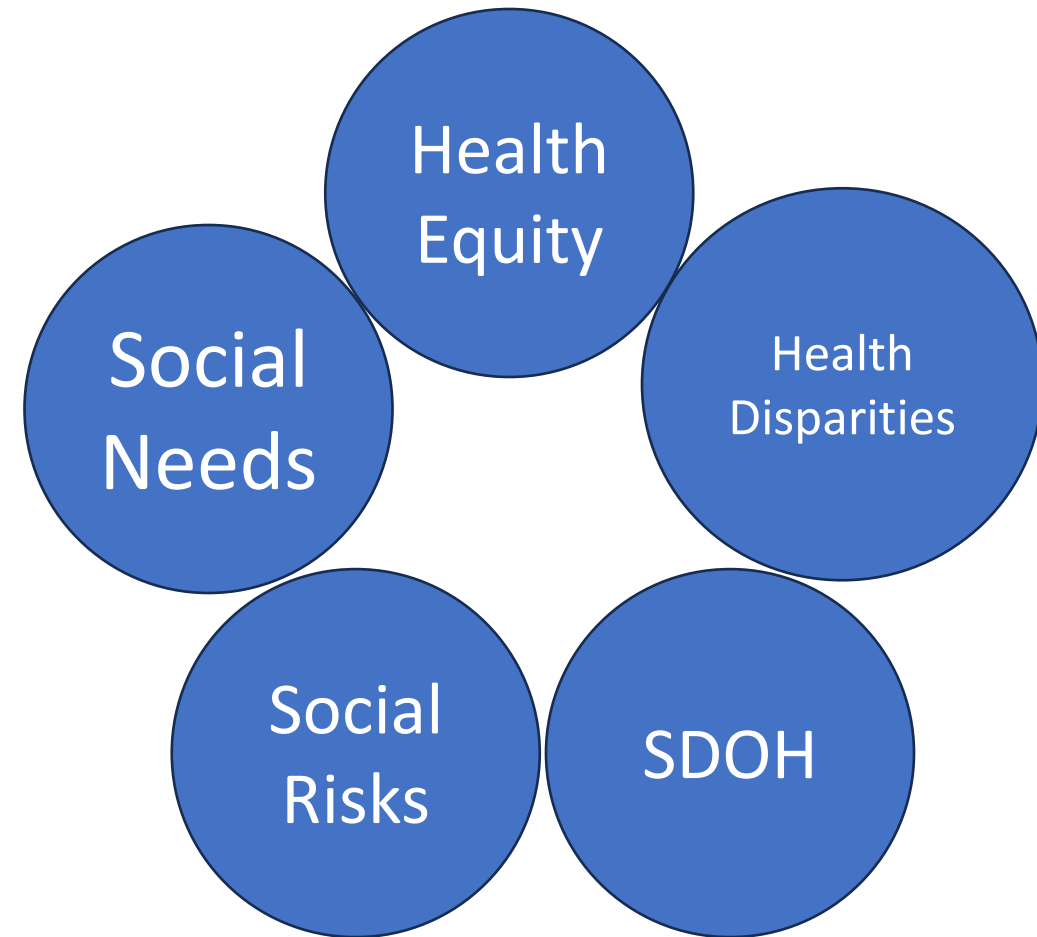 Health
Equity
Health
Disparities
Social
Needs
Social
Risks
SDOH